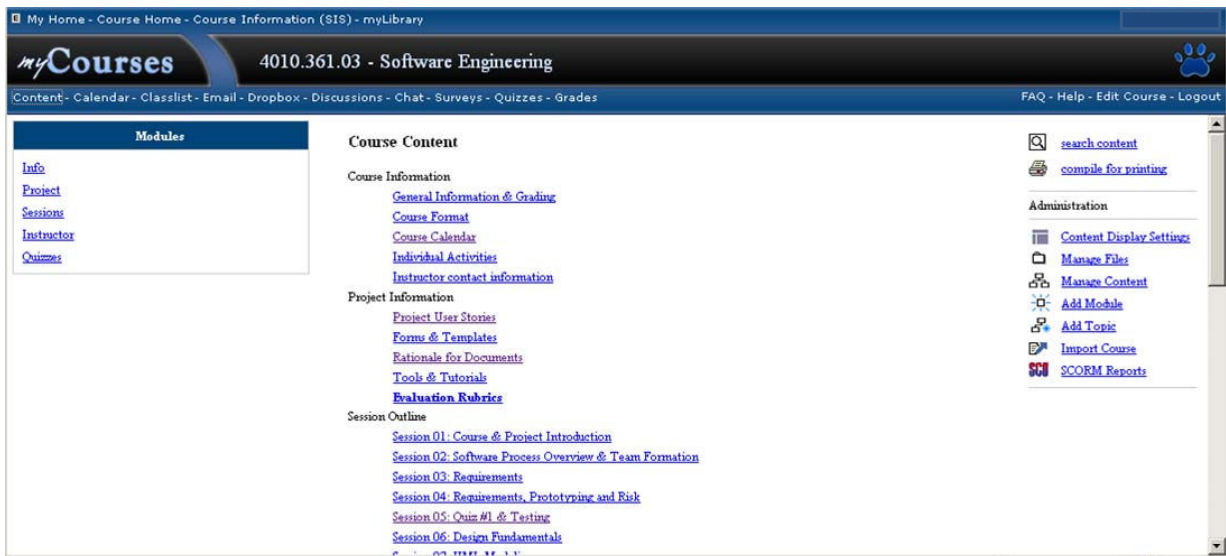 My Home - Course Home - Course Information (SIS) - myLibrary
myCourses
4010.361.03 - Software Engineering
Content - Calendar - Classlist - Email - Dropbox - Discussions - Chat - Surveys - Quizzes - Grades
FAQ - Help - Edit Course - Logout
Modules
Info
Project
Sessions
Instructor
Quizzes
Course Content
Course Information
General Information & Grading
Course Format
Course Calendar
Individual Activities
Instructor contact information
Project Information
Project User Stories
Forms & Templates
Rationale for Documents
Tools & Tutorials
Evaluation Rubrics
Session Outline
Session 01: Course & Project Introduction
Session 02: Software Process Overview & Team Formation
Session 03: Requirements
Session 04: Requirements, Prototyping and Risk
Session 05: Quiz #1 & Testing
Session 06: Design Fundamentals
search content
compile for printing
Administration
Content Display Settings
Manage Files
Manage Content
Add Module
Add Topic
Import Course
SCO SCORM Reports